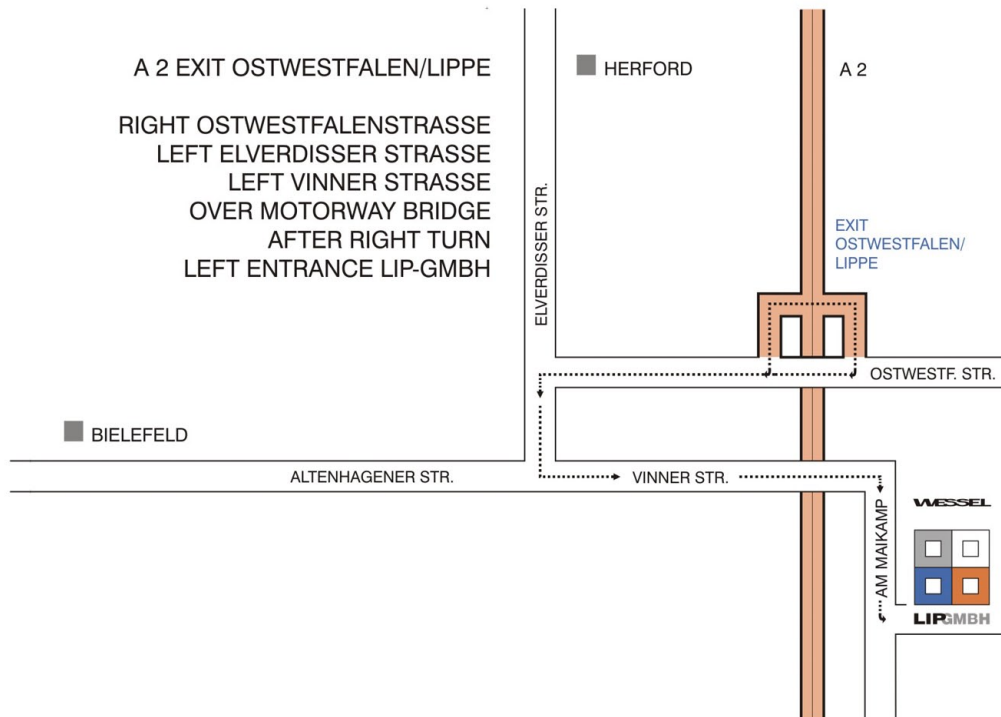 A 2 EXIT OSTWESTFALEN/LIPPE
RIGHT OSTWESTFALENSTRASSE
LEFT ELVERDISSER STRASSE
LEFT VINNER STRASSE
OVER MOTORWAY BRIDGE
AFTER RIGHT TURN
LEFT ENTRANCE LIP-GMBH
HERFORD
A 2
ELVERDISSER STR.
EXIT
OSTWESTFALEN/
LIPPE
OSTWESTF. STR.
BIELEFELD
ALTENHAGENER STR.
VINNER STR.
AM MAIKAMP
WESSEL
LIPGMBH